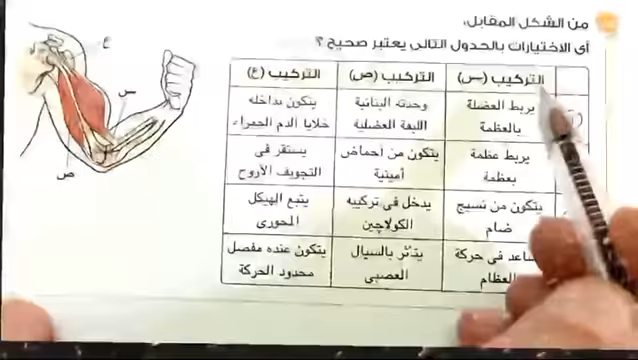 من الشكل المقابل،
أى الاختيارات بالجدول التالى يعتبر صحيح ؟
التركيب (س) التركيب (ص) التركيب (ع)
يربط العضلة بالعظمة
وحدته البنائية الليفة العضلية
يتكون بداخله خلايا الدم الحمراء
يربط عظمة بعظمة
يتكون من أحماض أمينية
يستقر فى التجويف الأروح
يتكون من نسيج ضام
يدخل فى تركيبه الكولاچين
يتبع الهيكل المحورى
فى حركة العظام
يتأثر بالسيال العصبى
يتكون عنده مفصل محدود الحركة
ع
س
ص